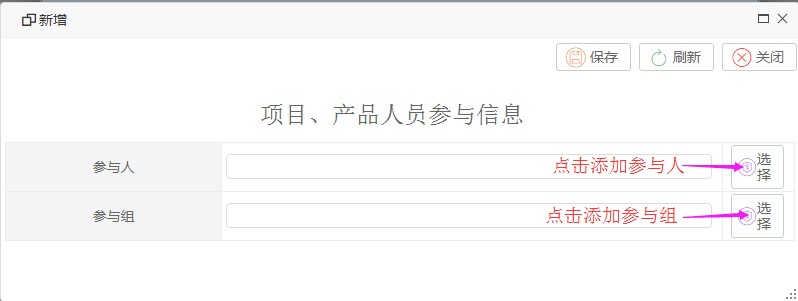 新增
保存 刷新 关闭
项目、产品人员参与信息
参与人 点击添加参与人 选择
参与组 点击添加参与组 选择